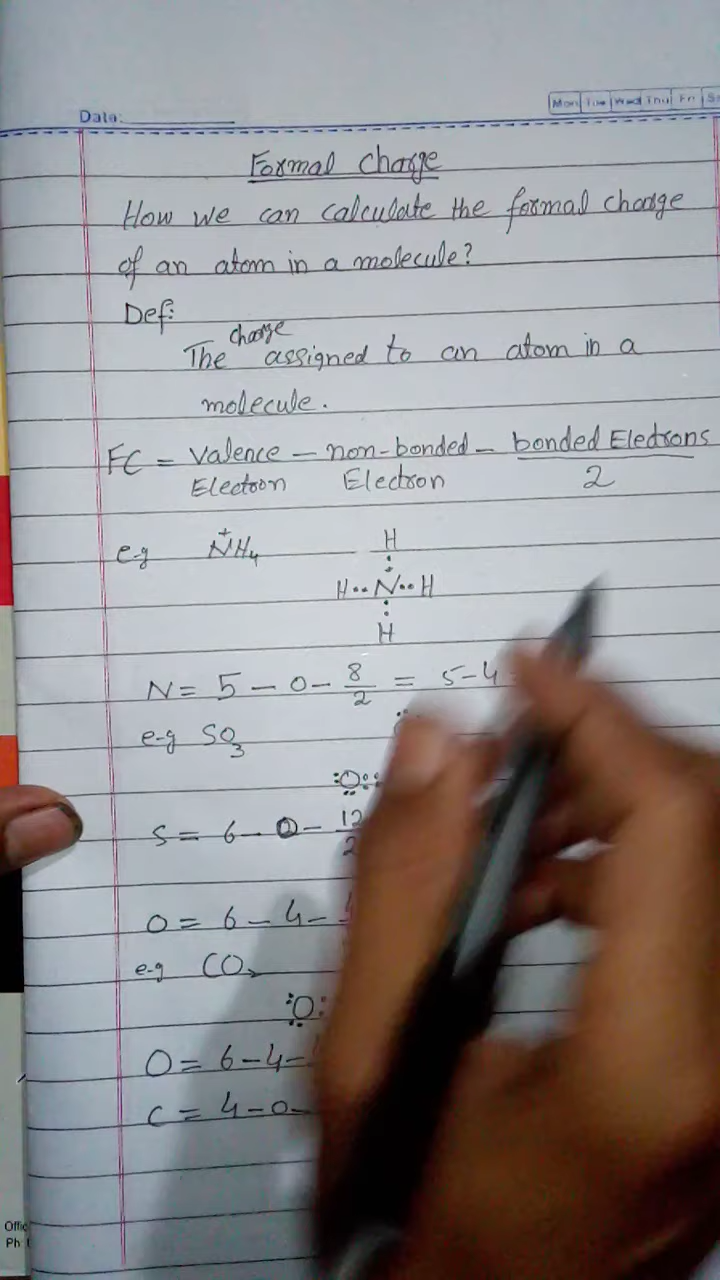 Date:
Mon Tue Wed Thu Fri
Formal charge
How we can calculate the formal charge
of an atom in a molecule?
Def:
The charge assigned to an atom in a
molecule.
FC = Valence Electron – non-bonded Electron – bonded Electrons / 2
e.g N⁺H₄
H
H••N••H
H
N = 5 – 0 – 8/2 = 5-4
e.g SO₃
:O::
S = 6 – 0 – 12/2
O = 6 – 4 –
e.g CO₂
:O:
O = 6-4-
C = 4-0-
Ph